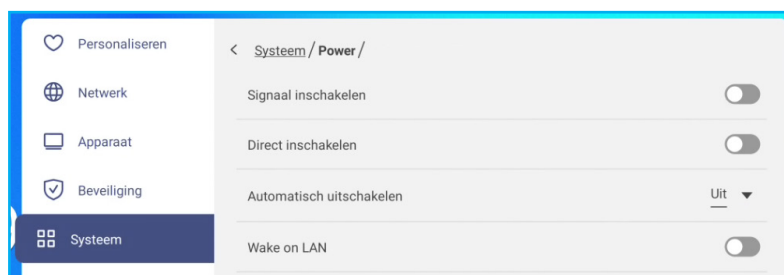 Personaliseren
Systeem / Power /
Netwerk
Signaal inschakelen
Apparaat
Direct inschakelen
Beveiliging
Automatisch uitschakelen Uit
Systeem
Wake on LAN